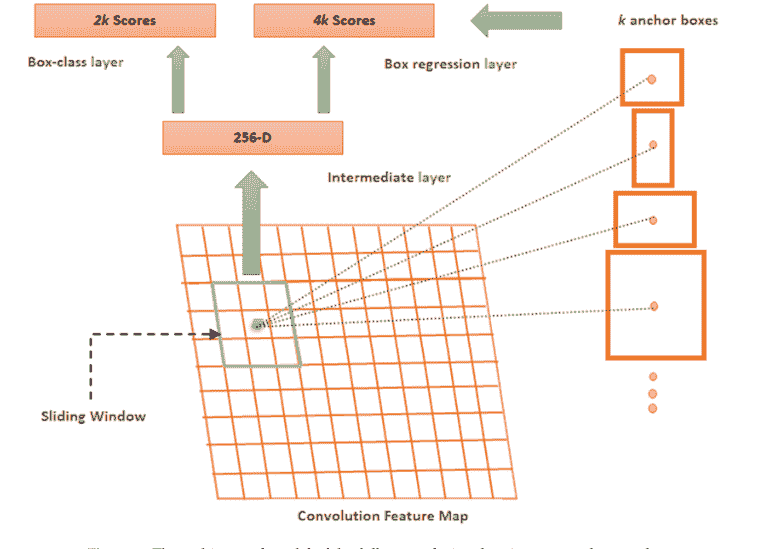 2k Scores
4k Scores
k anchor boxes
Box-class layer
Box regression layer
256-D
Intermediate layer
Sliding Window
Convolution Feature Map